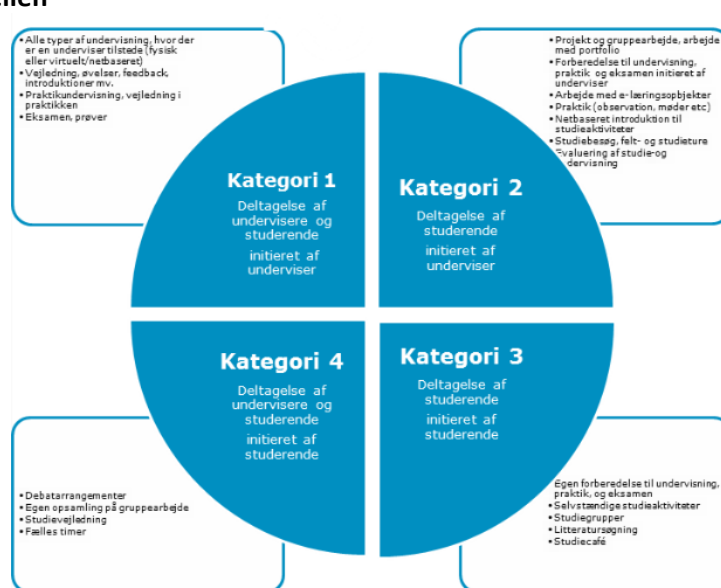 • Alle typer af undervisning, hvor der
er en underviser tilstede (fysisk
eller virtuelt/netbaseret)
• Vejledning, øvelser, feedback,
introduktioner mv.
• Praktikundervisning, vejledning i
praktikken
• Eksamen, prøver
• Projekt og gruppearbejde, arbejde
med portfolio
• Forberedelse til undervisning,
praktik og eksamen initieret af
underviser
• Arbejde med e-læringsobjekter
• Praktik (observation, møder etc)
• Netbaseret introduktion til
studieaktiviteter
• Studiebesøg, felt- og studieture
Evaluering af studie-og
dervisning
Kategori 1
Deltagelse af
undervisere og
studerende
initieret af
underviser
Kategori 2
Deltagelse af
studerende
initieret af
underviser
Kategori 4
Deltagelse af
undervisere og
studerende
initieret af
studerende
Kategori 3
Deltagelse af
studerende
initieret af
studerende
• Debatarrangementer
• Egen opsamling på gruppearbejde
• Studievejledning
• Fælles timer
Egen forberedelse til undervisning,
praktik, og eksamen
• Selvstændige studieaktiviteter
• Studiegrupper
• Litteratursøgning
• Studiecafé